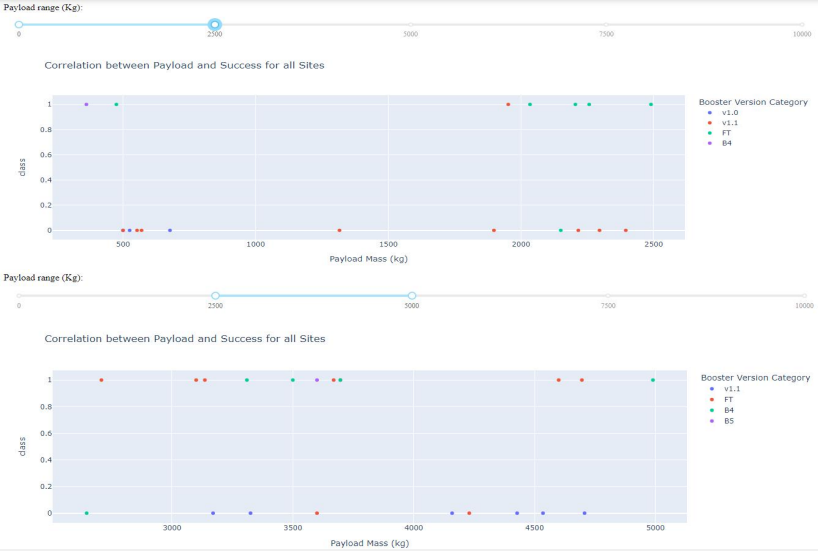 Payload range (Kg):
0 2500 5000 7500 10000
Correlation between Payload and Success for all Sites
Booster Version Category
v1.0
v1.1
FT
B4
1
0.8
0.6
0.4
0.2
0
class
500 1000 1500 2000 2500
Payload Mass (kg)
Payload range (Kg):
0 2500 5000 7500 10000
Correlation between Payload and Success for all Sites
Booster Version Category
v1.1
FT
B4
B5
1
0.8
0.6
0.4
0.2
0
class
3000 3500 4000 4500 5000
Payload Mass (kg)